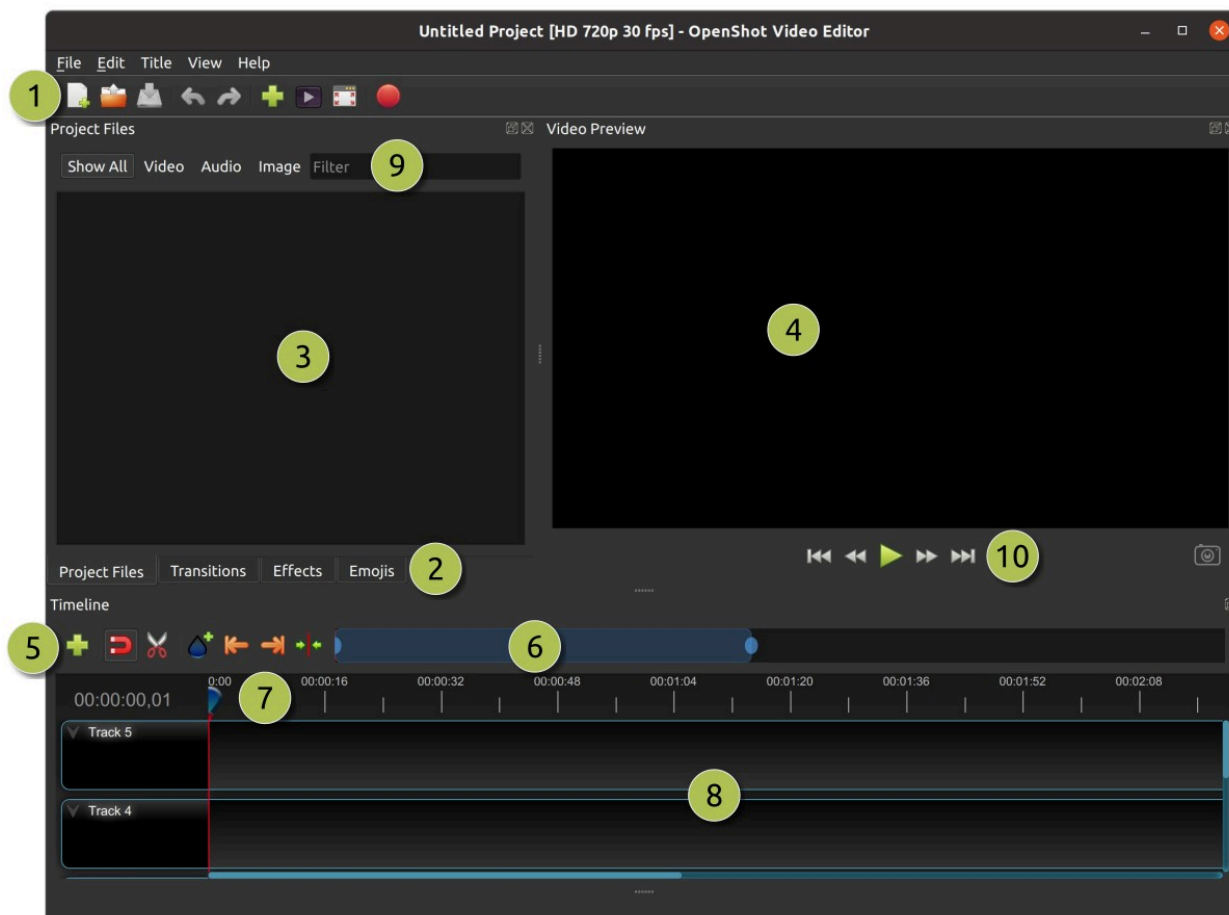 Untitled Project [HD 720p 30 fps] - OpenShot Video Editor
File Edit Title View Help
1
Project Files
Video Preview
Show All Video Audio Image Filter 9
3
4
10
Project Files Transitions Effects Emojis 2
Timeline
5
6
00:00:00,01
0:00 00:00:16 00:00:32 00:00:48 00:01:04 00:01:20 00:01:36 00:01:52 00:02:08
7
Track 5
8
Track 4